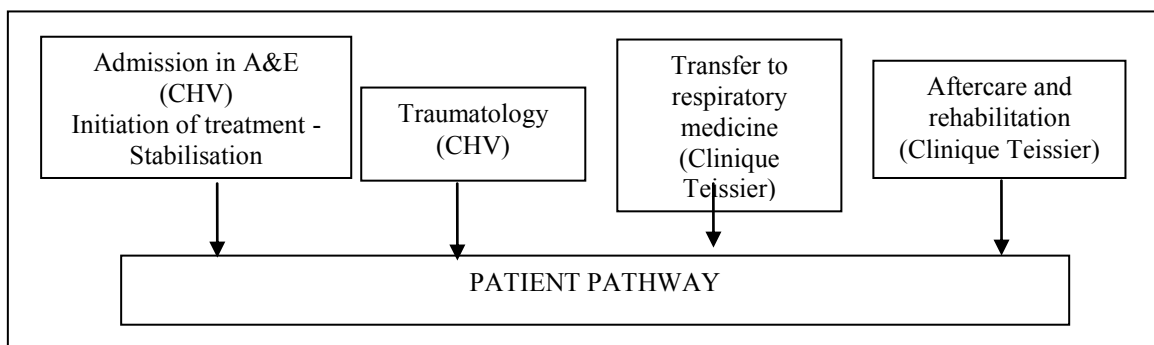 Admission in A&E
(CHV)
Initiation of treatment -
Stabilisation
Traumatology
(CHV)
Transfer to
respiratory
medicine
(Clinique
Teissier)
Aftercare and
rehabilitation
(Clinique Teissier)
PATIENT PATHWAY